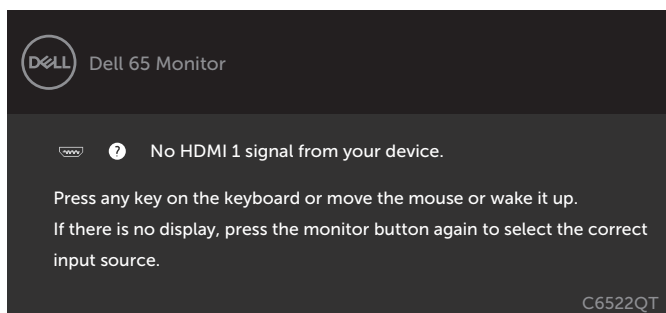 DELL
Dell 65 Monitor
? No HDMI 1 signal from your device.
Press any key on the keyboard or move the mouse or wake it up.
If there is no display, press the monitor button again to select the correct
input source.
C6522QT